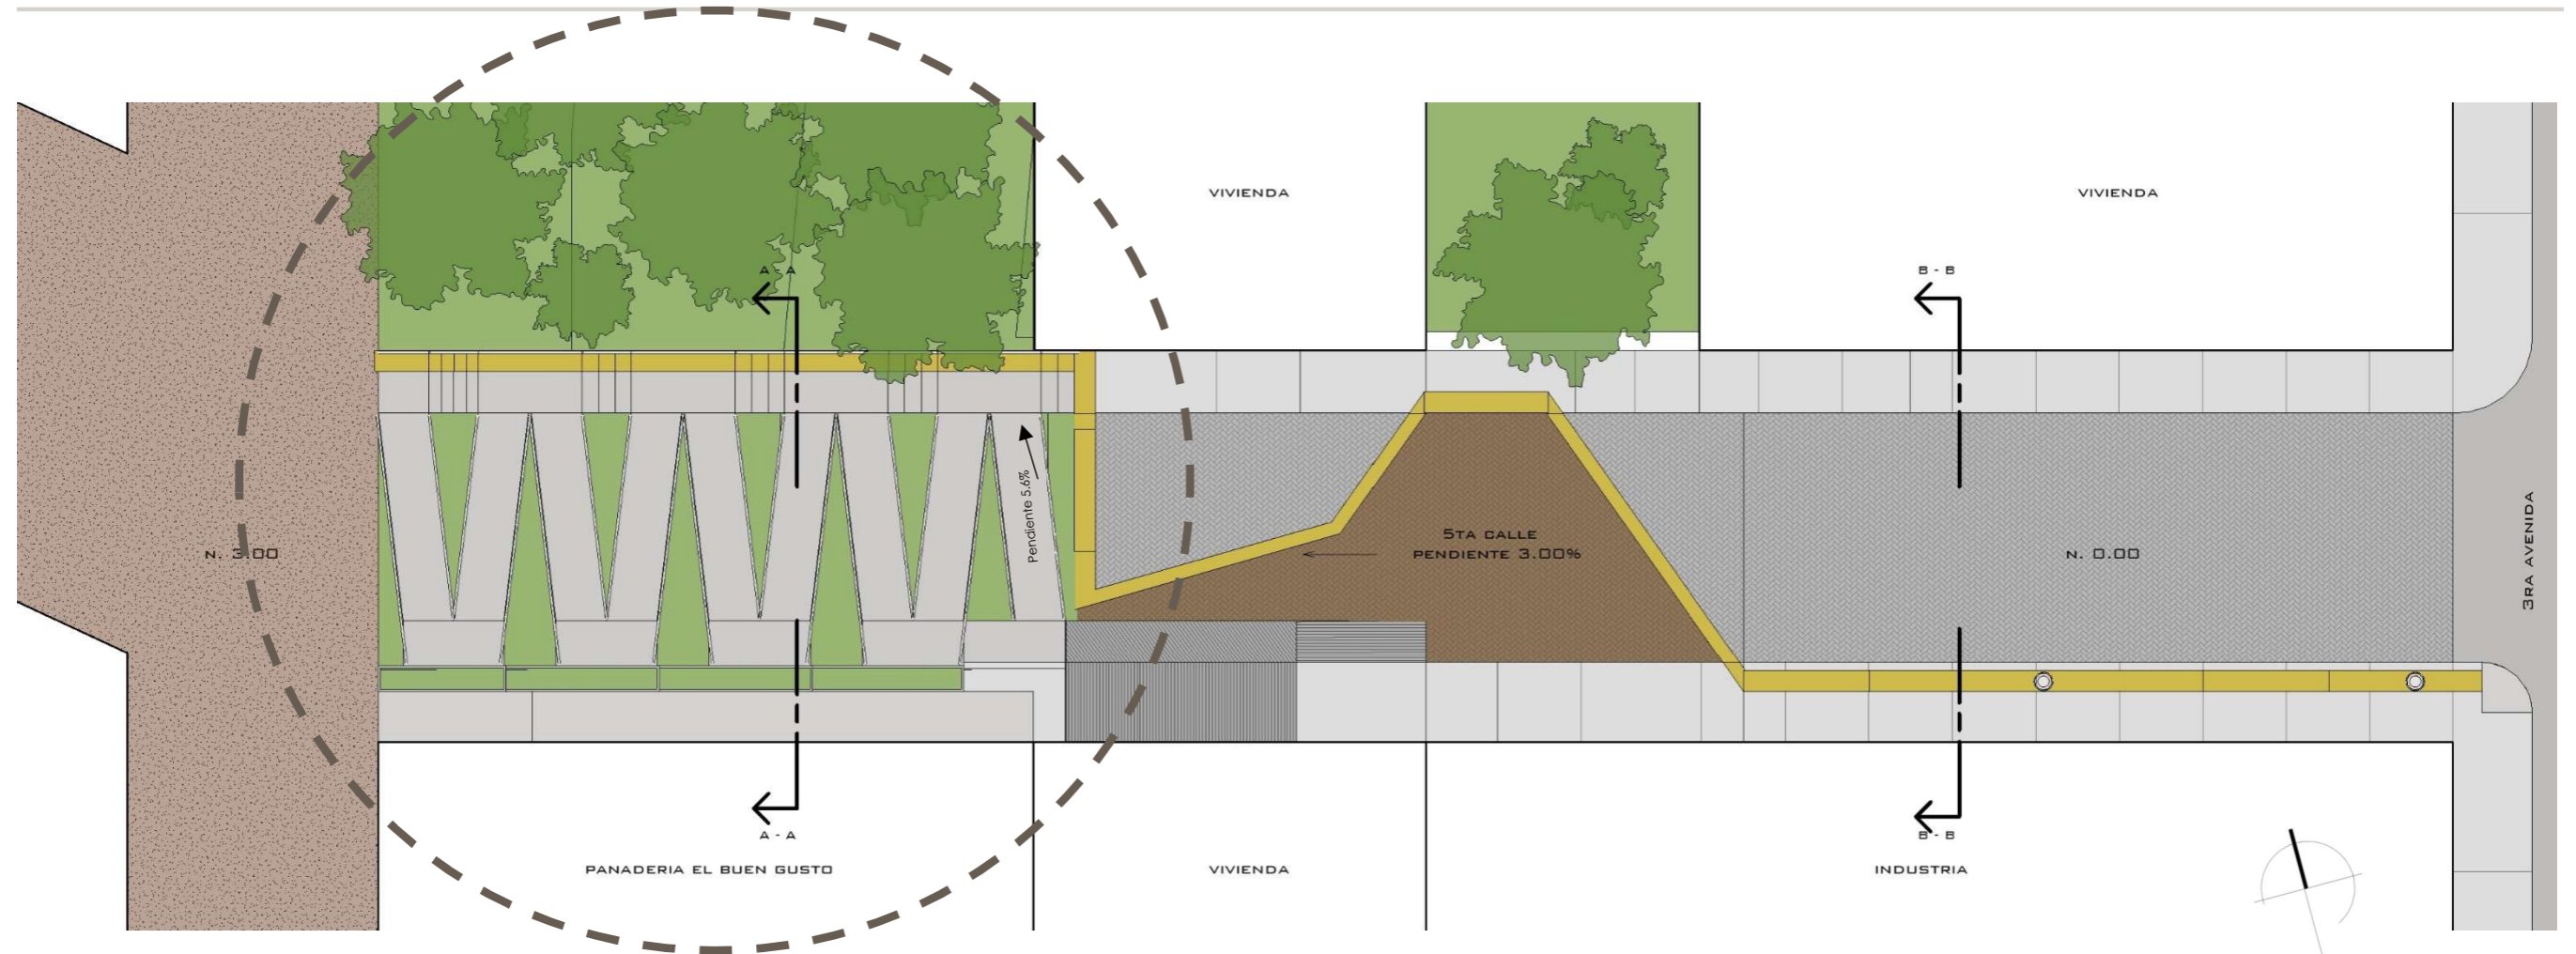 VIVIENDA
VIVIENDA
A - A
B - B
Pendiente 5.6%
5TA CALLE
PENDIENTE 3.00%
N. 3.00
N. 0.00
3RA AVENIDA
A - A
B - B
PANADERIA EL BUEN GUSTO
VIVIENDA
INDUSTRIA